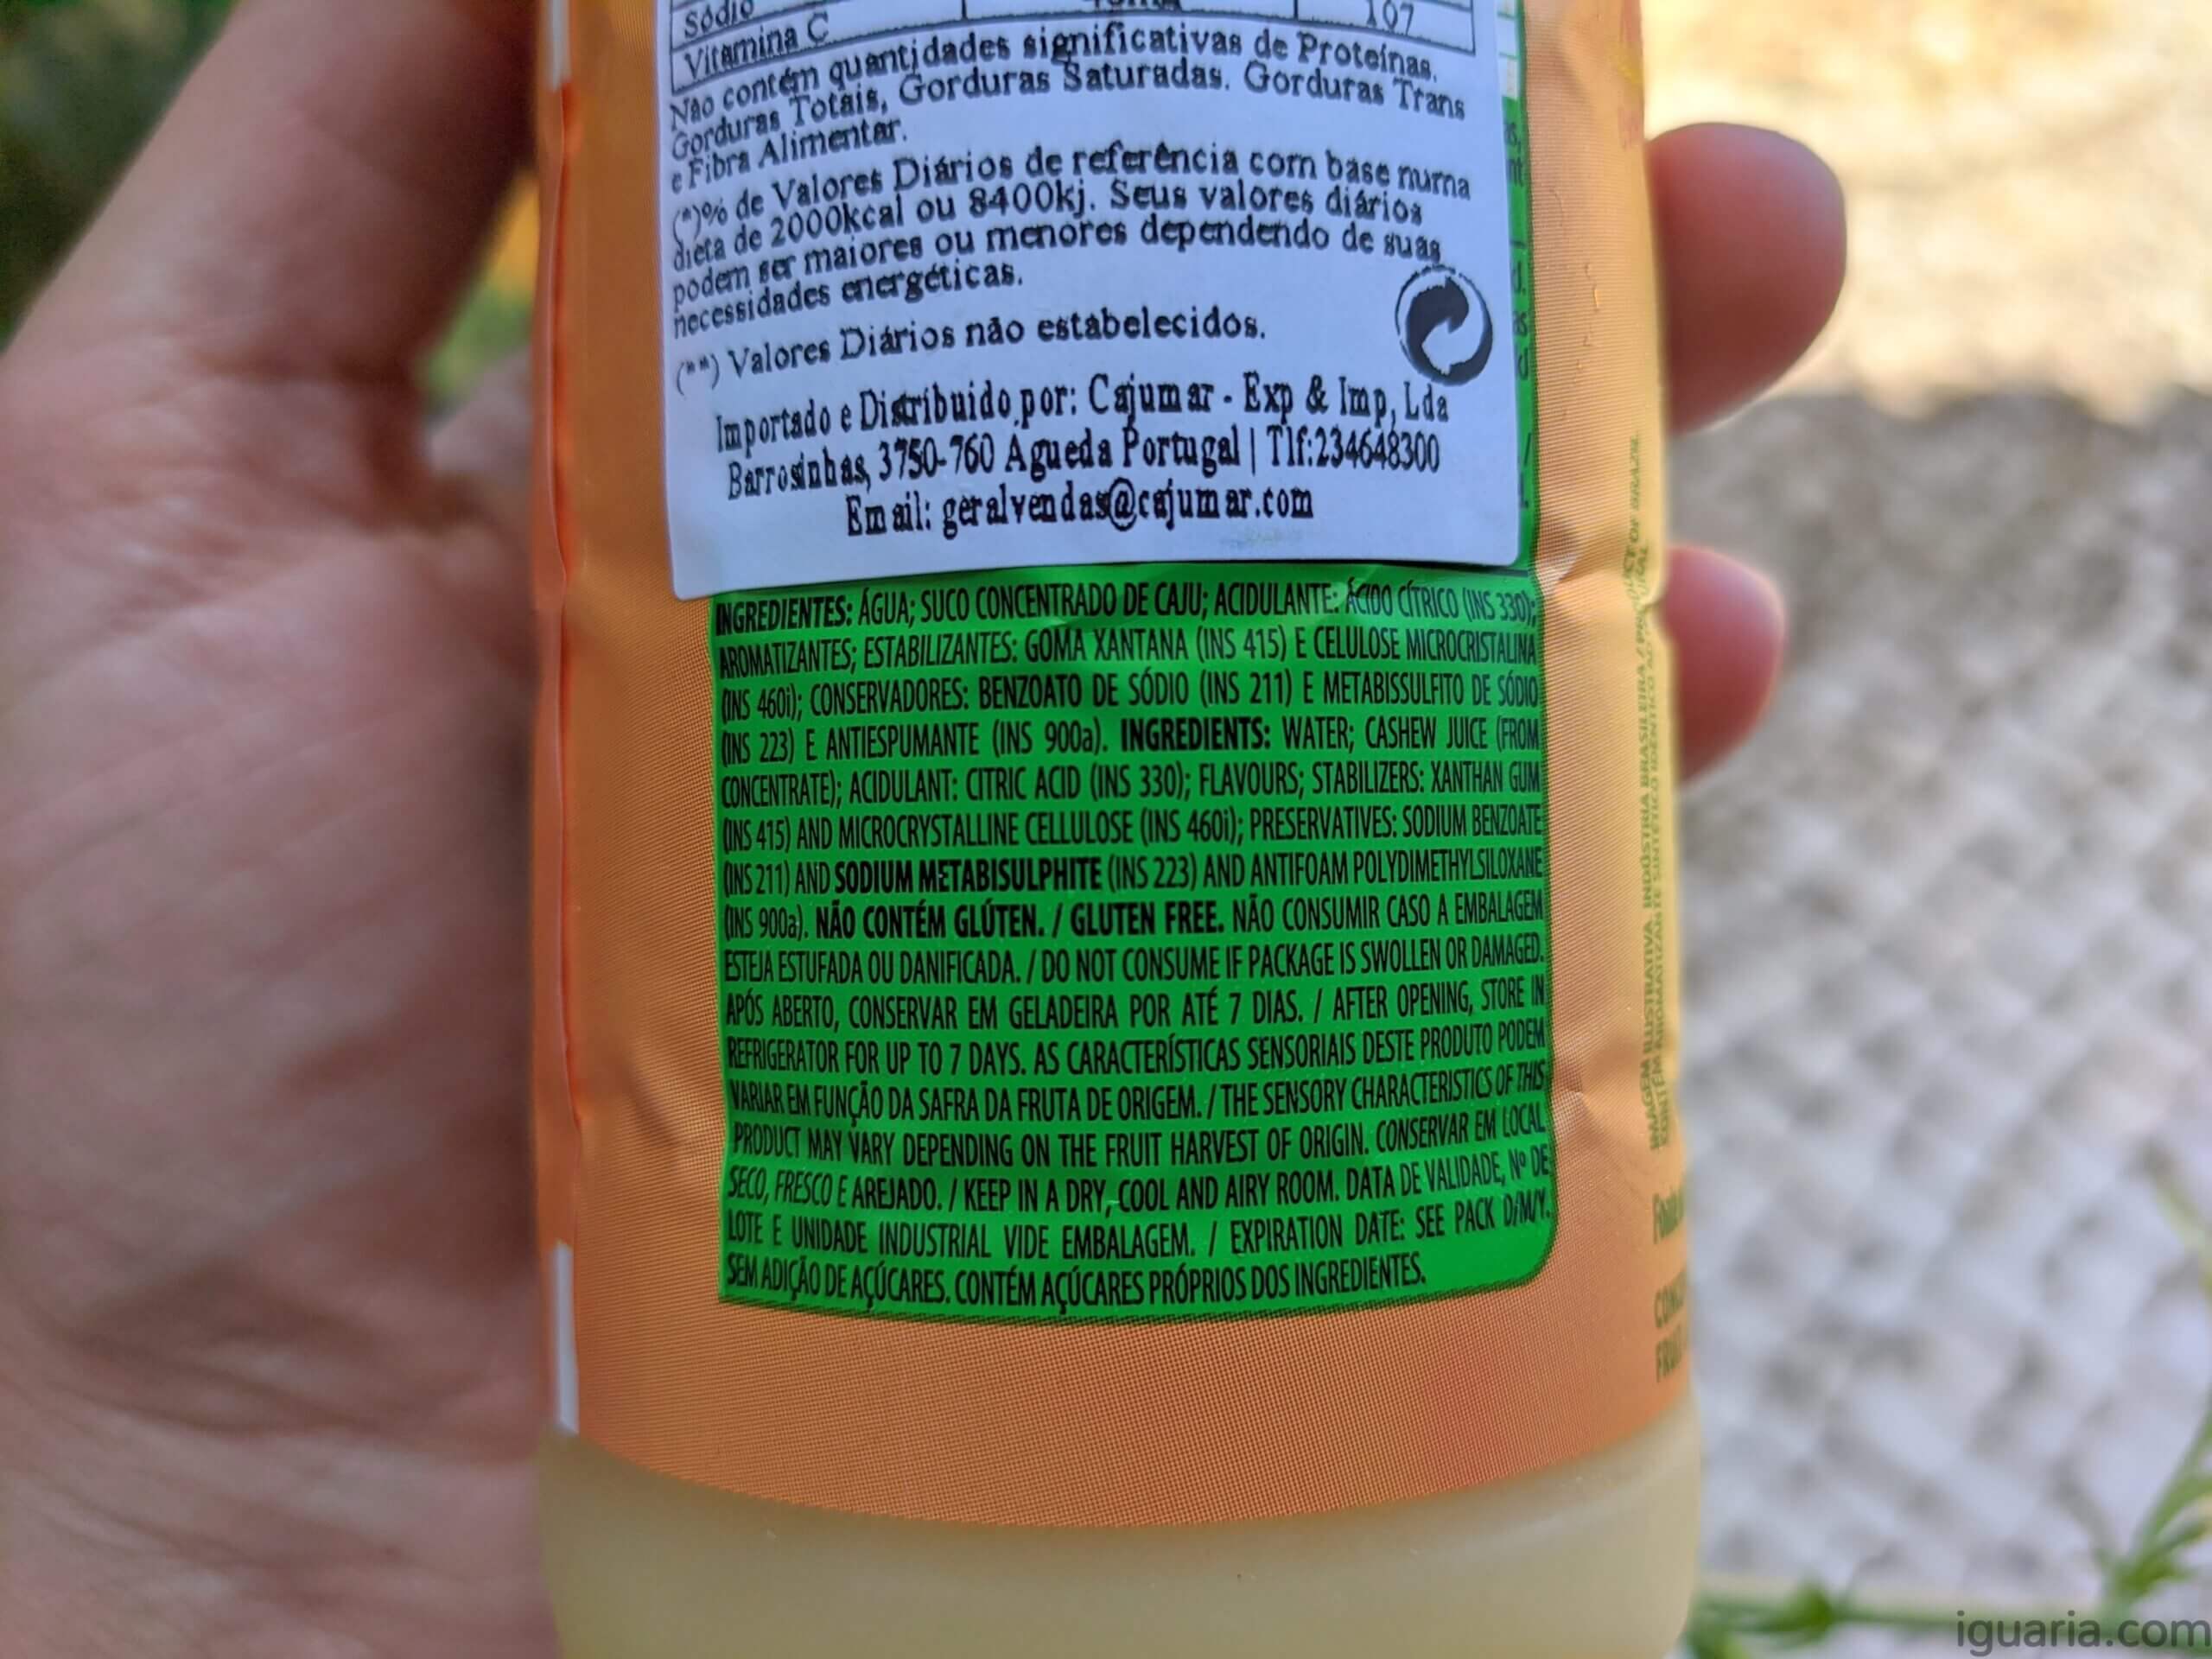 Sódio
Vitamina C 107
Não contém quantidades significativas de Proteínas,
Gorduras Totais, Gorduras Saturadas. Gorduras Trans
e Fibra Alimentar.
(*)% de Valores Diários de referência com base numa
dieta de 2000kcal ou 8400kj. Seus valores diários
podem ser maiores ou menores dependendo de suas
necessidades energéticas.
(**) Valores Diários não estabelecidos.
Importado e Distribuido por: Cajumar - Exp & Imp, Lda
Barrosinhas, 3750-760 Águeda Portugal | Tlf:234648300
Email: geralvendas@cajumar.com
INGREDIENTES: ÁGUA; SUCO CONCENTRADO DE CAJU; ACIDULANTE: ÁCIDO CÍTRICO (INS 330);
AROMATIZANTES; ESTABILIZANTES: GOMA XANTANA (INS 415) E CELULOSE MICROCRISTALINA
(INS 460i); CONSERVADORES: BENZOATO DE SÓDIO (INS 211) E METABISSULFITO DE SÓDIO
(INS 223) E ANTIESPUMANTE (INS 900a). INGREDIENTS: WATER; CASHEW JUICE (FROM
CONCENTRATE); ACIDULANT: CITRIC ACID (INS 330); FLAVOURS; STABILIZERS: XANTHAN GUM
(INS 415) AND MICROCRYSTALLINE CELLULOSE (INS 460i); PRESERVATIVES: SODIUM BENZOATE
(INS 211) AND SODIUM METABISULPHITE (INS 223) AND ANTIFOAM POLYDIMETHYLSILOXANE
(INS 900a). NÃO CONTÉM GLÚTEN. / GLUTEN FREE. NÃO CONSUMIR CASO A EMBALAGEM
ESTEJA ESTUFADA OU DANIFICADA. / DO NOT CONSUME IF PACKAGE IS SWOLLEN OR DAMAGED.
APÓS ABERTO, CONSERVAR EM GELADEIRA POR ATÉ 7 DIAS. / AFTER OPENING, STORE IN
REFRIGERATOR FOR UP TO 7 DAYS. AS CARACTERÍSTICAS SENSORIAIS DESTE PRODUTO PODEM
VARIAR EM FUNÇÃO DA SAFRA DA FRUTA DE ORIGEM. / THE SENSORY CHARACTERISTICS OF THIS
PRODUCT MAY VARY DEPENDING ON THE FRUIT HARVEST OF ORIGIN. CONSERVAR EM LOCAL
SECO, FRESCO E AREJADO. / KEEP IN A DRY, COOL AND AIRY ROOM. DATA DE VALIDADE, Nº DE
LOTE E UNIDADE INDUSTRIAL VIDE EMBALAGEM. / EXPIRATION DATE: SEE PACK D/M/Y.
SEM ADIÇÃO DE AÇÚCARES. CONTÉM AÇÚCARES PRÓPRIOS DOS INGREDIENTES.
IMAGEM ILUSTRATIVA. INDÚSTRIA BRASILEIRA / OF BRAZIL
CONTÉM AROMATIZANTE SINTÉTICO IDÊNTICO AO NATURAL
iguaria.com